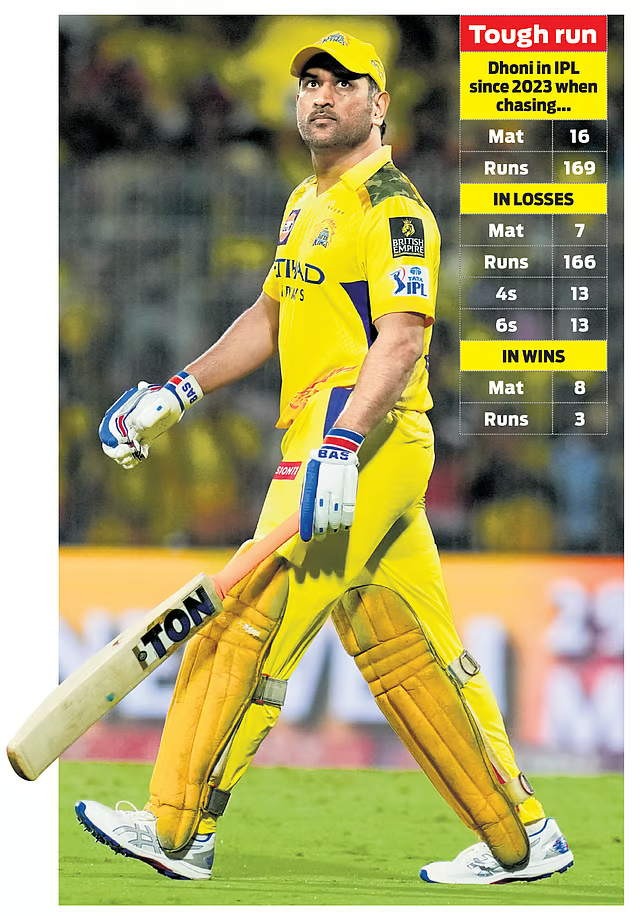 Tough run
Dhoni in IPL
since 2023 when
chasing...
Mat 16
Runs 169
IN LOSSES
Mat 7
Runs 166
4s 13
6s 13
IN WINS
Mat 8
Runs 3
BRITISH
EMPIRE
TATA
IPL
BAS
BAS
TON